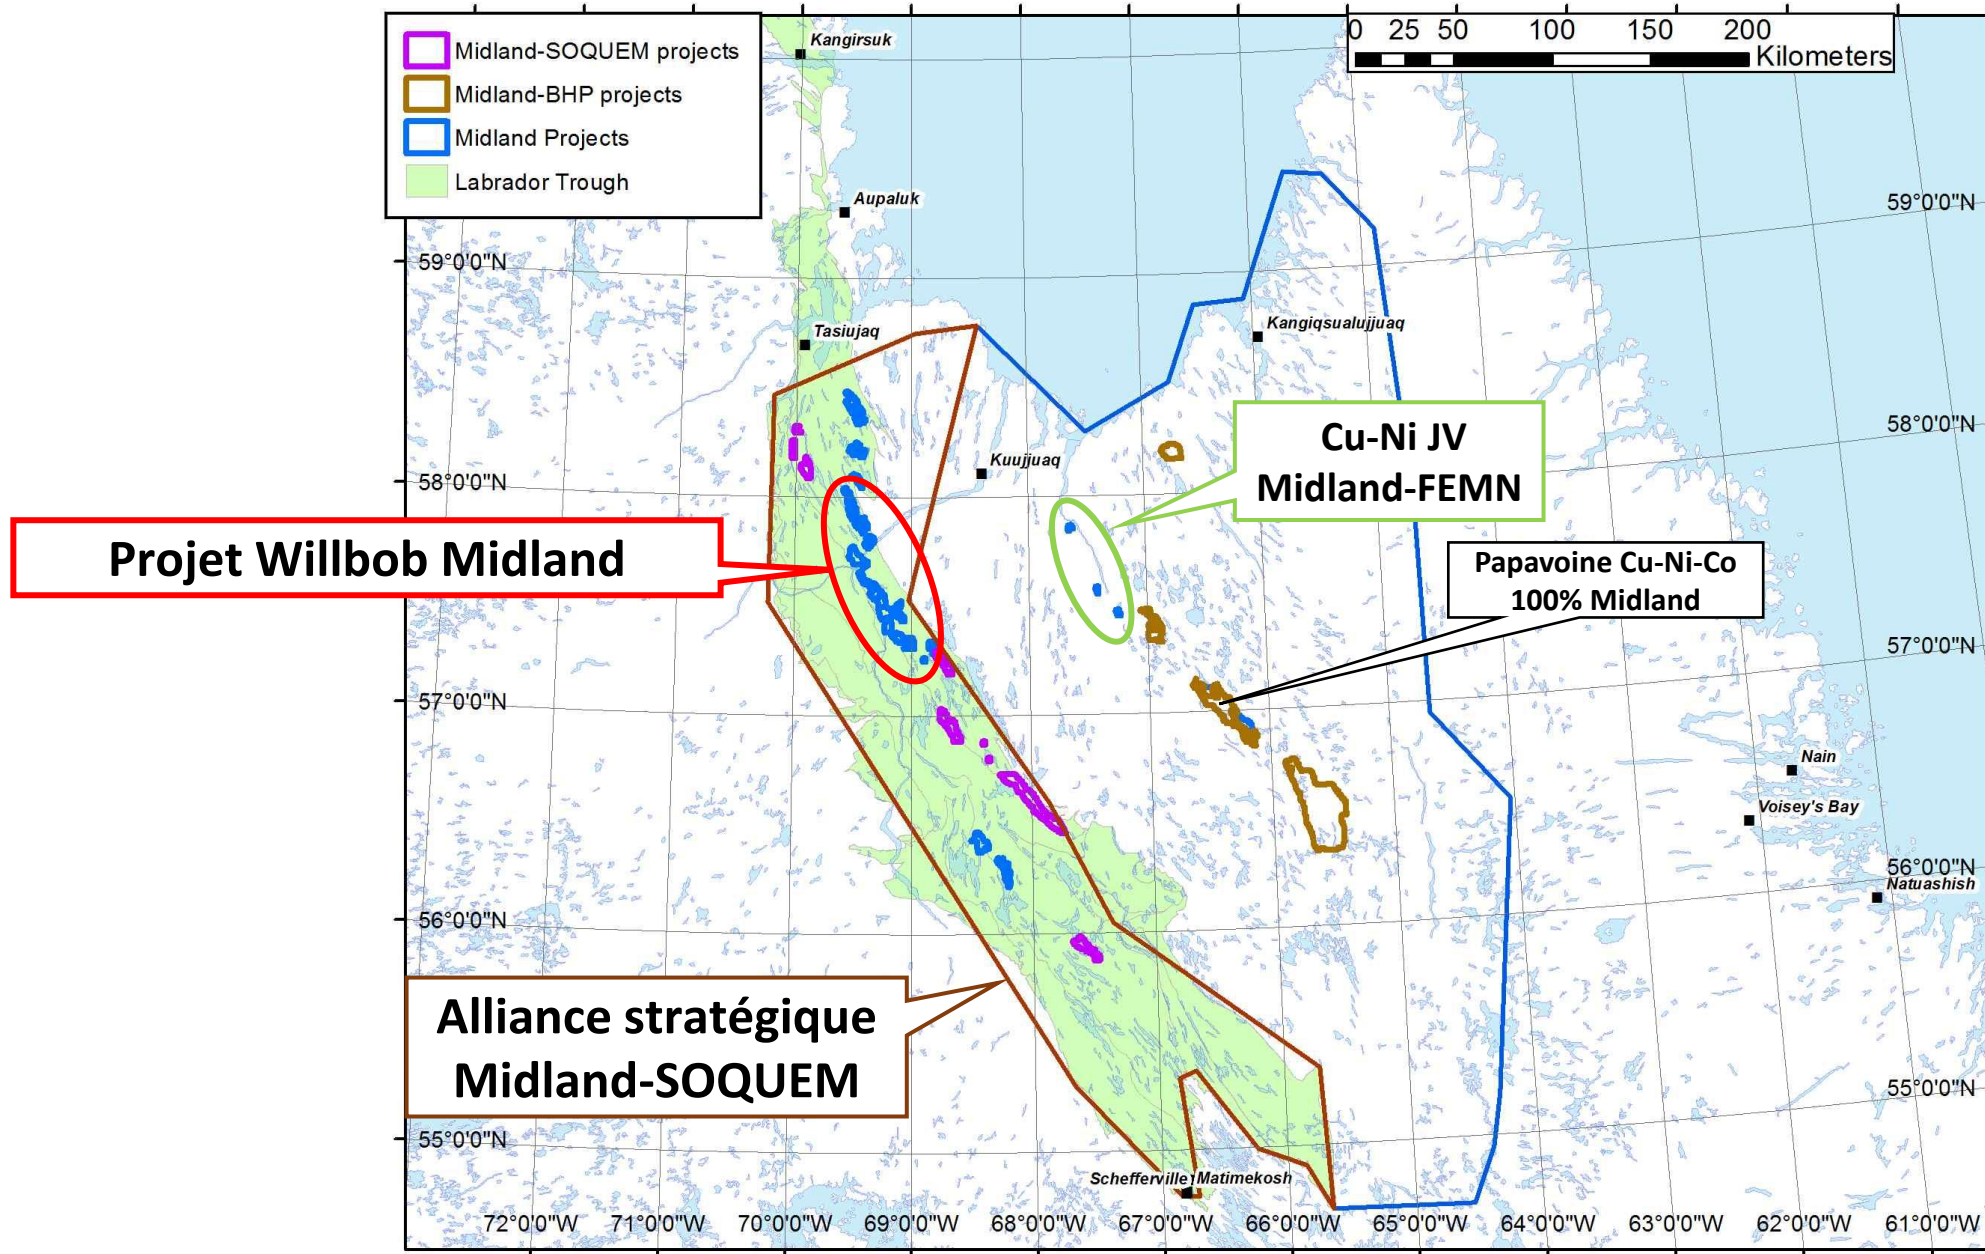 Midland-SOQUEM projects
Midland-BHP projects
Midland Projects
Labrador Trough
0 25 50 100 150 200
Kilometers
Kangirsuk
Aupaluk
59°0'0"N
59°0'0"N
Tasiujaq
Kangiqsualujjuaq
Cu-Ni JV
Midland-FEMN
58°0'0"N
58°0'0"N
Kuujjuaq
Projet Willbob Midland
Papavoine Cu-Ni-Co
100% Midland
57°0'0"N
57°0'0"N
Nain
Voisey's Bay
56°0'0"N
Natuashish
56°0'0"N
Alliance stratégique
Midland-SOQUEM
55°0'0"N
55°0'0"N
Schefferville
Matimekosh
72°0'0"W 71°0'0"W 70°0'0"W 69°0'0"W 68°0'0"W 67°0'0"W 66°0'0"W 65°0'0"W 64°0'0"W 63°0'0"W 62°0'0"W 61°0'0"W